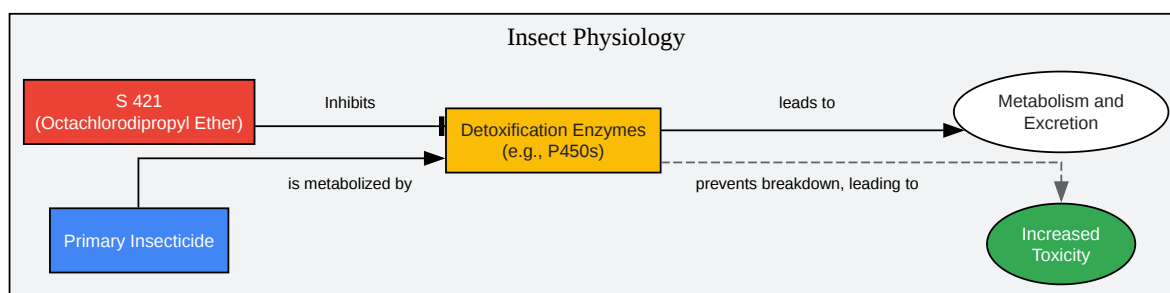 Insect Physiology
S 421
(Octachlorodipropyl Ether)
Inhibits
Detoxification Enzymes
(e.g., P450s)
leads to
Metabolism and
Excretion
is metabolized by
prevents breakdown, leading to
Primary Insecticide
Increased
Toxicity